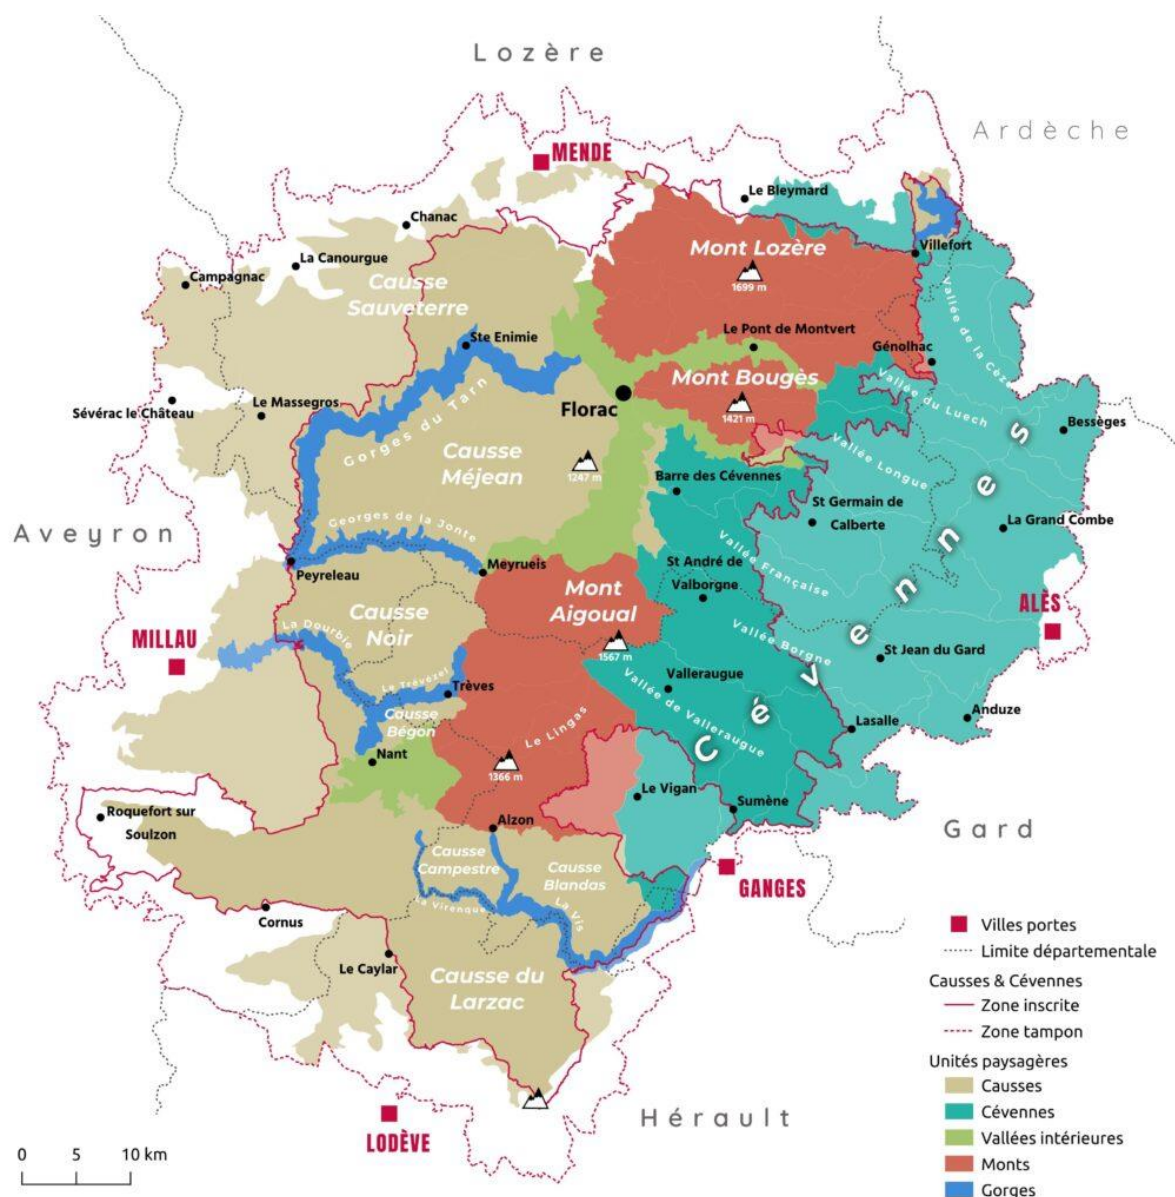 Lozère
Ardèche
MENDE
Le Bleymard
Chanac
Mont Lozère
Villefort
La Canourgue
Campagnac
Causse
Sauveterre
1699 m
Vallée de la Cèze
Le Pont de Montvert
Ste Enimie
Génolhac
Mont Bougès
Vallée du Luech
Florac
Sévérac le Château
Le Massegros
1421 m
Bessèges
Gorges du Tarn
Causse
Méjean
1247 m
Vallée Longue
Barre des Cévennes
St Germain de
Calberte
La Grand Combe
Cévennes
Aveyron
Georges de la Jonte
Vallée Française
Peyreleau
Meyrueis
St André de
Valborgne
Mont
Aigoual
ALÈS
Causse
Noir
La Dourbie
MILLAU
1567 m
Vallée Borgne
St Jean du Gard
Le Trévézel
Trèves
Valleraugue
Vallée de Valleraugue
Causse
Bégon
Le Lingas
Lasalle
Anduze
Nant
1366 m
Le Vigan
Sumène
Roquefort sur
Soulzon
Alzon
Gard
Causse
Campestre
Causse
Blandas
GANGES
La Virenque
La Vis
Cornus
Le Caylar
Causse du
Larzac
Hérault
LODÈVE
0 5 10 km
Villes portes
Limite départementale
Causses & Cévennes
Zone inscrite
Zone tampon
Unités paysagères
Causses
Cévennes
Vallées intérieures
Monts
Gorges